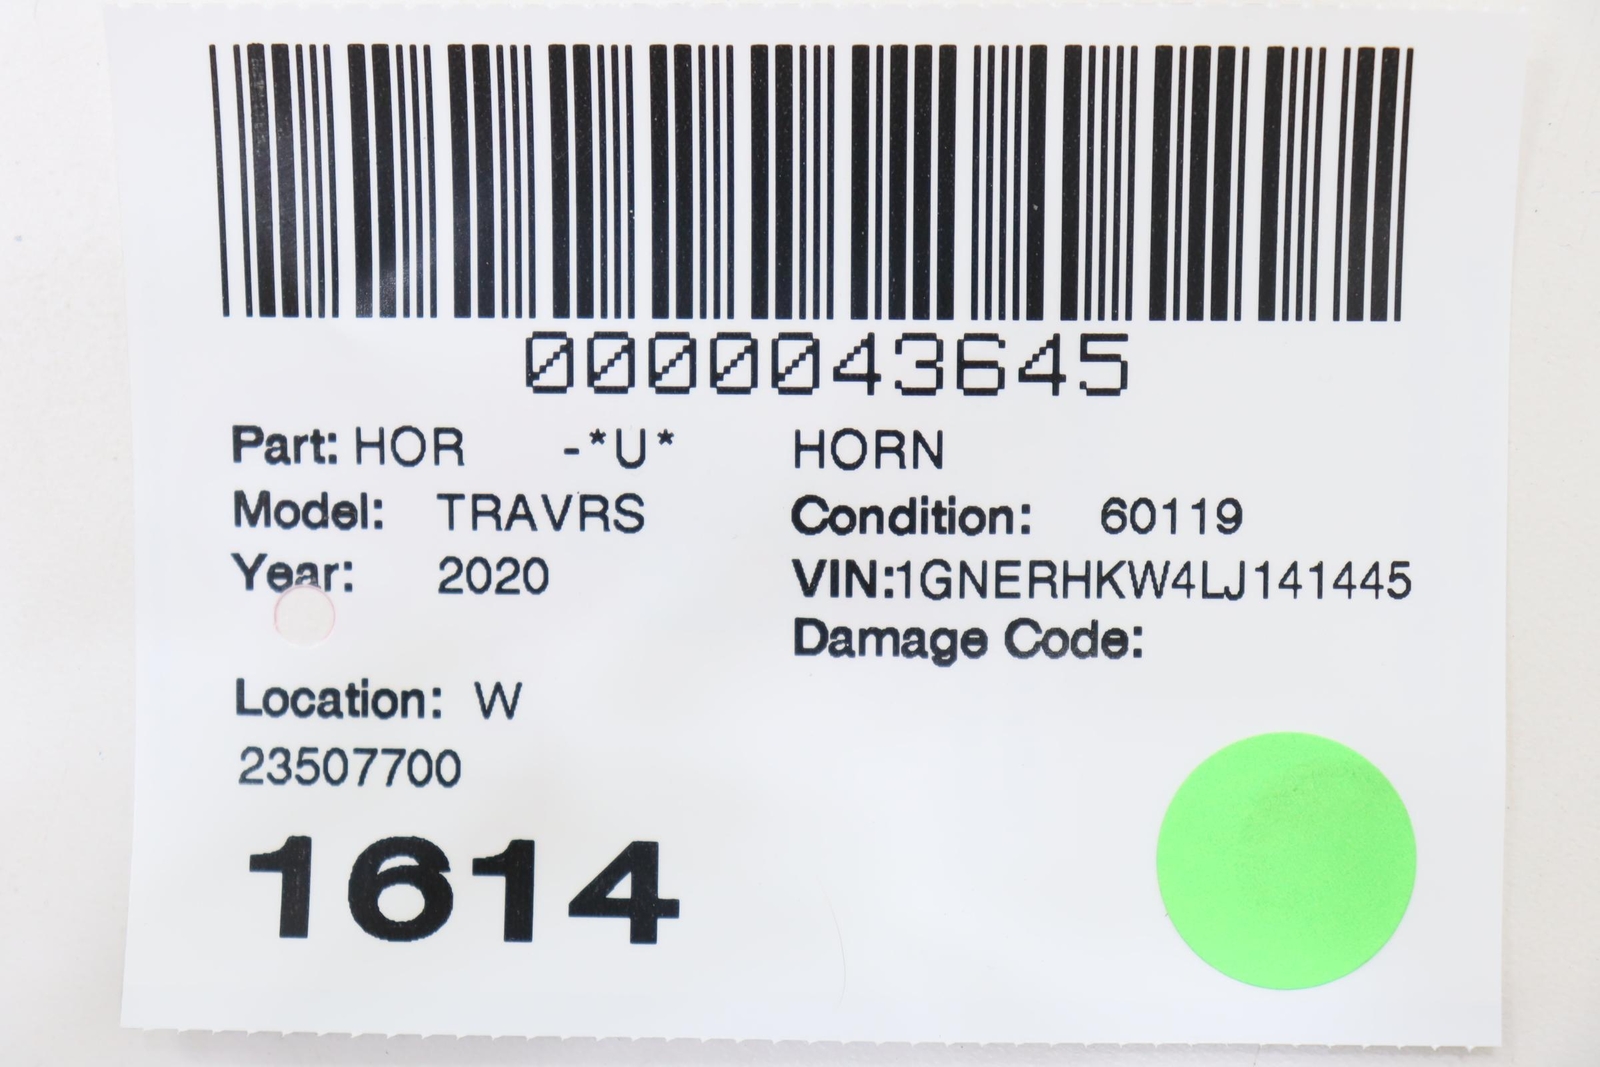 0000043645
Part: HOR -*U* HORN
Model: TRAVRS Condition: 60119
Year: 2020 VIN:1GNERHKW4LJ141445
Damage Code:
Location: W
23507700
1614